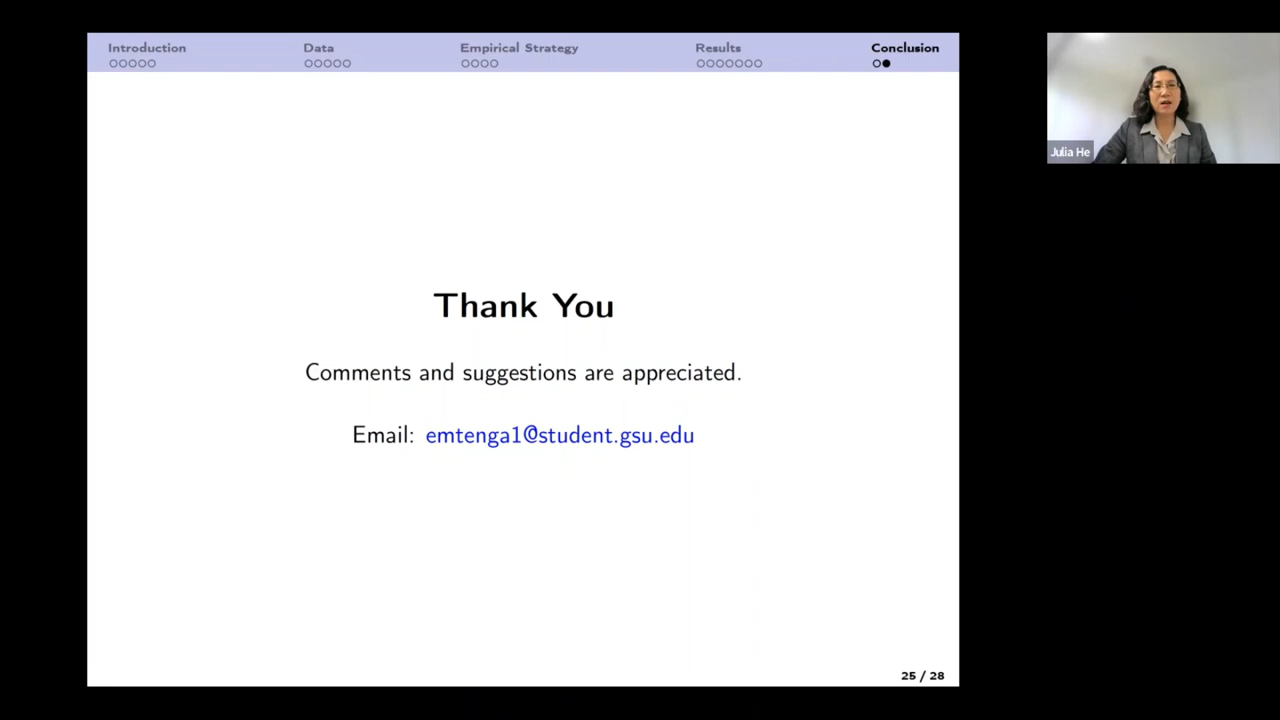 Introduction Data Empirical Strategy Results Conclusion
Julia He
Thank You
Comments and suggestions are appreciated.
Email: emtenga1@student.gsu.edu
25 / 28